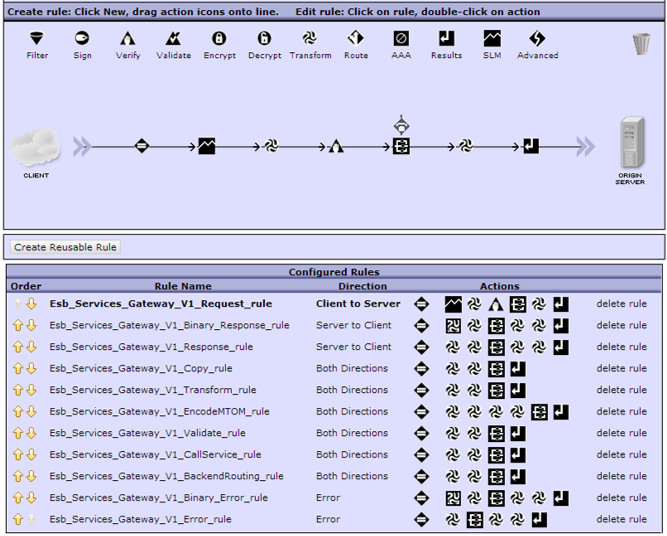 Create rule: Click New, drag action icons onto line. Edit rule: Click on rule, double-click on action
Filter Sign Verify Validate Encrypt Decrypt Transform Route AAA Results SLM Advanced
CLIENT
ORIGIN
SERVER
Create Reusable Rule
Configured Rules
Order Rule Name Direction Actions
Esb_Services_Gateway_V1_Request_rule Client to Server delete rule
Esb_Services_Gateway_V1_Binary_Response_rule Server to Client delete rule
Esb_Services_Gateway_V1_Response_rule Server to Client delete rule
Esb_Services_Gateway_V1_Copy_rule Both Directions delete rule
Esb_Services_Gateway_V1_Transform_rule Both Directions delete rule
Esb_Services_Gateway_V1_EncodeMTOM_rule Both Directions delete rule
Esb_Services_Gateway_V1_Validate_rule Both Directions delete rule
Esb_Services_Gateway_V1_CallService_rule Both Directions delete rule
Esb_Services_Gateway_V1_BackendRouting_rule Both Directions delete rule
Esb_Services_Gateway_V1_Binary_Error_rule Error delete rule
Esb_Services_Gateway_V1_Error_rule Error delete rule